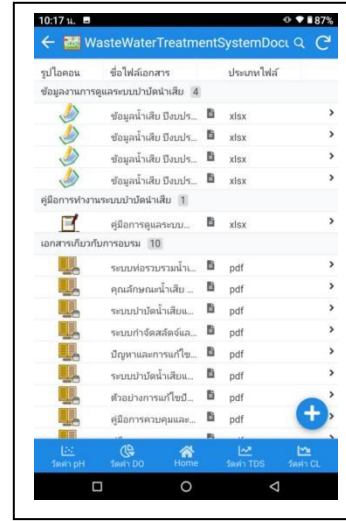 10:17 น. 87%
WasteWaterTreatmentSystemDocu
รูปไอคอน ชื่อไฟล์เอกสาร ประเภทไฟล์
ข้อมูลงานการดูแลระบบบำบัดน้ำเสีย 4
ข้อมูลน้ำเสีย ปีงบปร... xlsx
ข้อมูลน้ำเสีย ปีงบปร... xlsx
ข้อมูลน้ำเสีย ปีงบปร... xlsx
ข้อมูลน้ำเสีย ปีงบปร... xlsx
คู่มือการทำงานระบบบำบัดน้ำเสีย 1
คู่มือการดูแลระบบ... xlsx
เอกสารเกี่ยวกับการอบรม 10
ระบบท่อรวบรวมน้ำเ... pdf
คุณลักษณะน้ำเสีย ... pdf
ระบบบำบัดน้ำเสียแ... pdf
ระบบกำจัดสลัดจ์แล... pdf
ปัญหาและการแก้ไข... pdf
ระบบบำบัดน้ำเสียแ... pdf
ตัวอย่างการแก้ไขปั... pdf
คู่มือการควบคุมและ... pdf
วัดค่า pH วัดค่า DO Home วัดค่า TDS วัดค่า CL